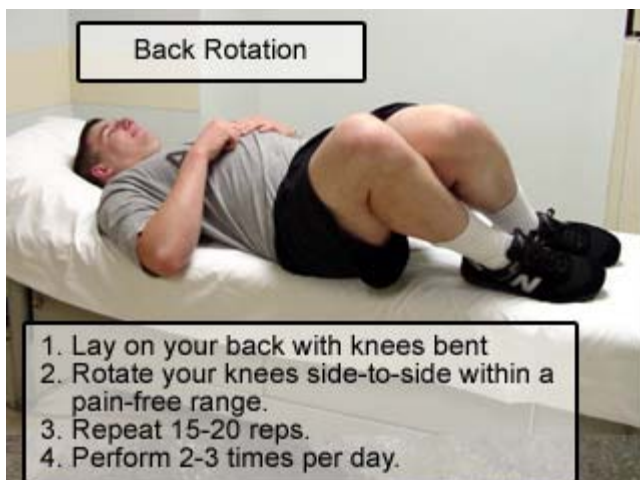 Back Rotation
N
1. Lay on your back with knees bent
2. Rotate your knees side-to-side within a
pain-free range.
3. Repeat 15-20 reps.
4. Perform 2-3 times per day.